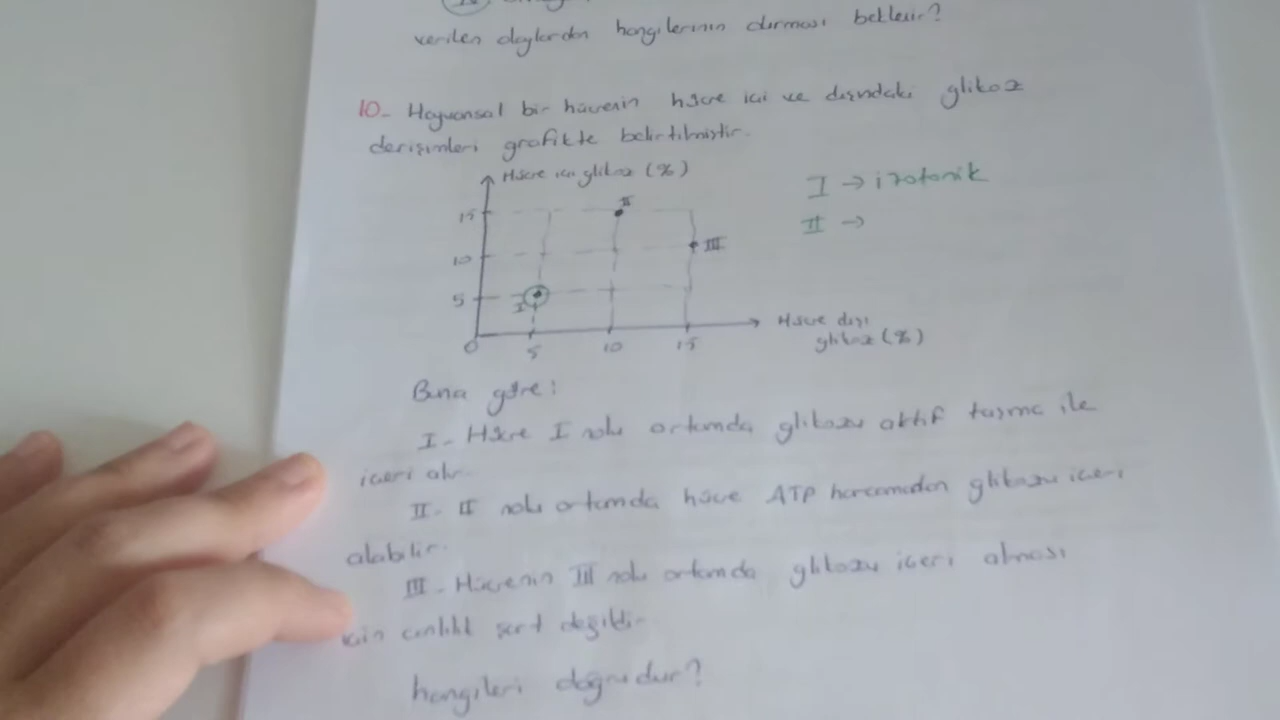 verilen olaylardan hangilerinin durması beklenir?
10- Hayvansal bir hücrenin hücre içi ve dışındaki glikoz
derişimleri grafikte belirtilmiştir.
Hücre içi glikoz (%)
15
II
I → izotonik
10
III
II →
5
I
0
5
10
15
Hücre dışı
glikoz (%)
Buna göre;
I- Hücre I nolu ortamda glikozu aktif taşıma ile
içeri alır.
II- II nolu ortamda hücre ATP harcamadan glikozu içeri
alabilir.
III- Hücrenin III nolu ortamda glikozu içeri alması
için canlılık şart değildir.
hangileri doğrudur?